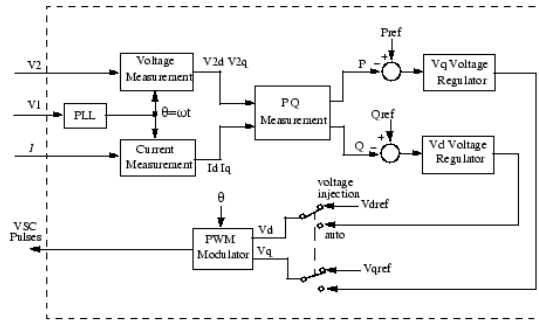 Pref
V2
Voltage
Measurement
V2d V2q
P
Vq Voltage
Regulator
V1
PLL
θ=ωt
PQ
Measurement
Qref
I
Current
Measurement
Id Iq
Q
Vd Voltage
Regulator
voltage
injection
θ
Vdref
VSC
Pulses
PWM
Modulator
Vd
Vq
auto
Vqref